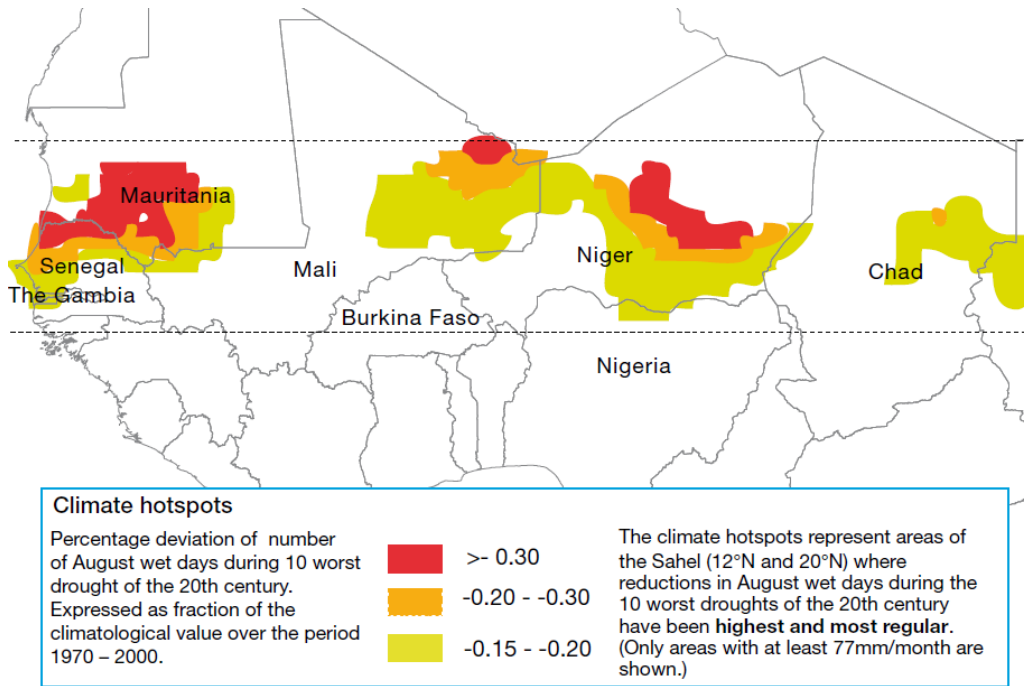 Mauritania
Senegal
Mali
Niger
Chad
The Gambia
Burkina Faso
Nigeria
Climate hotspots
Percentage deviation of number
of August wet days during 10 worst
drought of the 20th century.
Expressed as fraction of the
climatological value over the period
1970 – 2000.
>- 0.30
-0.20 - -0.30
-0.15 - -0.20
The climate hotspots represent areas of
the Sahel (12°N and 20°N) where
reductions in August wet days during the
10 worst droughts of the 20th century
have been highest and most regular.
(Only areas with at least 77mm/month are
shown.)